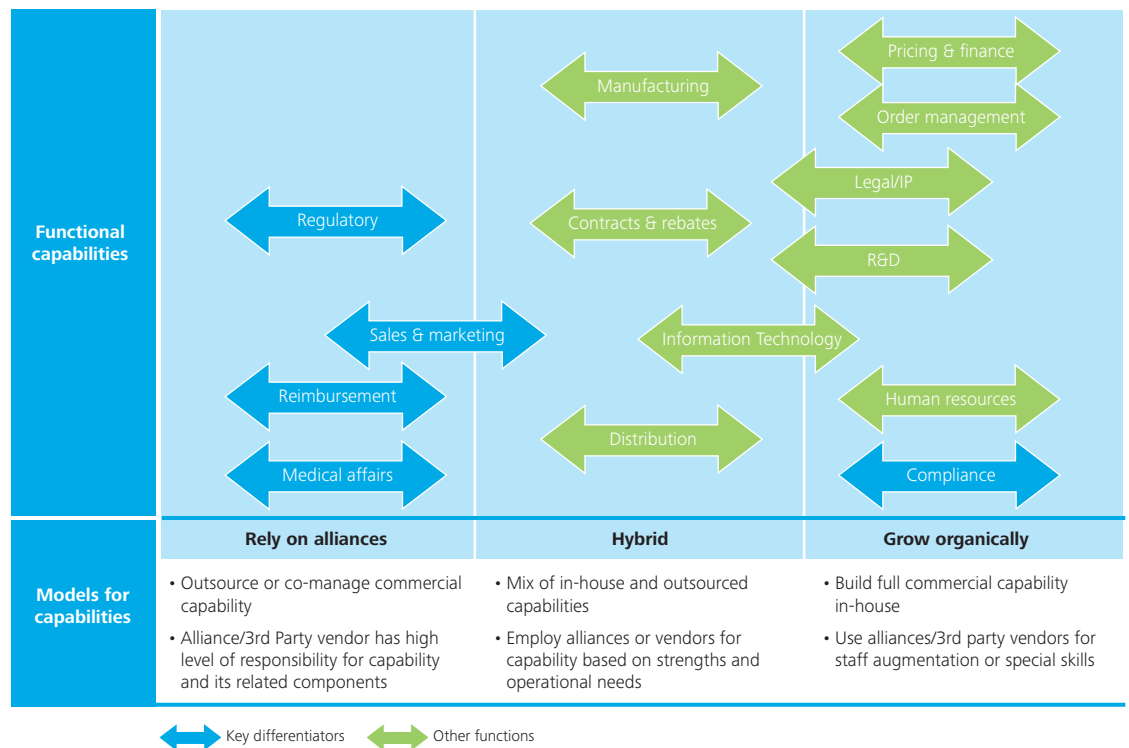 Functional
capabilities
Pricing & finance
Manufacturing
Order management
Legal/IP
Regulatory
Contracts & rebates
R&D
Sales & marketing
Information Technology
Reimbursement
Human resources
Distribution
Medical affairs
Compliance
Models for
capabilities
Rely on alliances
• Outsource or co-manage commercial
capability
• Alliance/3rd Party vendor has high
level of responsibility for capability
and its related components
Hybrid
• Mix of in-house and outsourced
capabilities
• Employ alliances or vendors for
capability based on strengths and
operational needs
Grow organically
• Build full commercial capability
in-house
• Use alliances/3rd party vendors for
staff augmentation or special skills
Key differentiators
Other functions